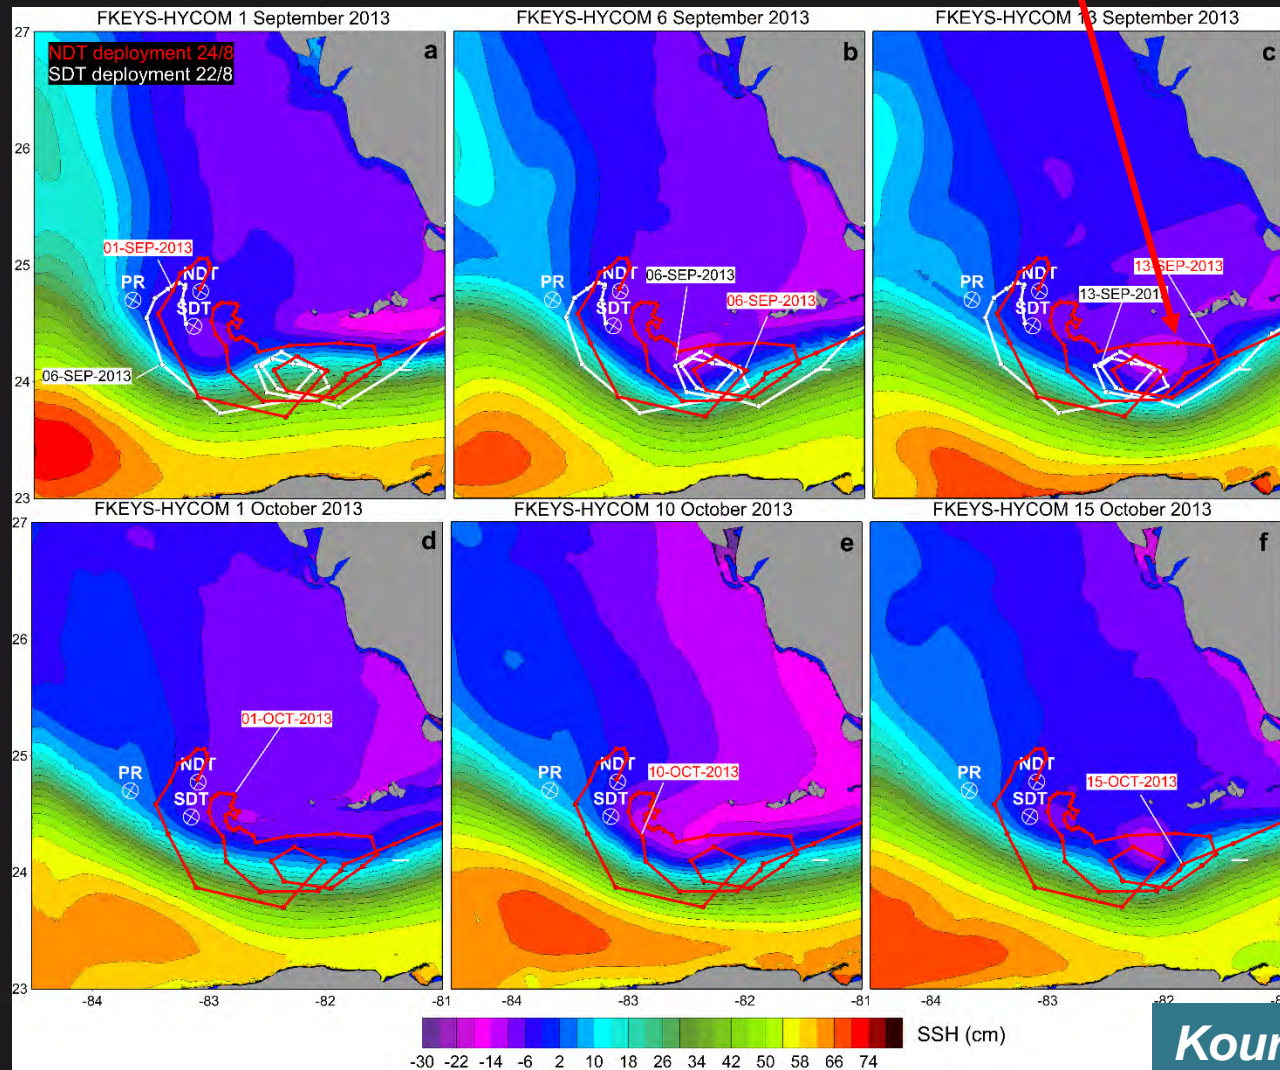 FKEYS-HYCOM 1 September 2013
FKEYS-HYCOM 6 September 2013
FKEYS-HYCOM 13 September 2013
27
NDT deployment 24/8
SDT deployment 22/8
a
b
c
26
25
24
23
01-SEP-2013
PR
NDT
SDT
06-SEP-2013
PR
NDT
SDT
06-SEP-2013
06-SEP-2013
PR
NDT
SDT
13-SEP-2013
13-SEP-2013
FKEYS-HYCOM 1 October 2013
FKEYS-HYCOM 10 October 2013
FKEYS-HYCOM 15 October 2013
27
d
e
f
26
25
24
23
01-OCT-2013
PR
NDT
SDT
PR
NDT
SDT
10-OCT-2013
PR
NDT
SDT
15-OCT-2013
-84 -83 -82 -81 -84 -83 -82 -81 -84 -83 -82
SSH (cm)
-30 -22 -14 -6 2 10 18 26 34 42 50 58 66 74